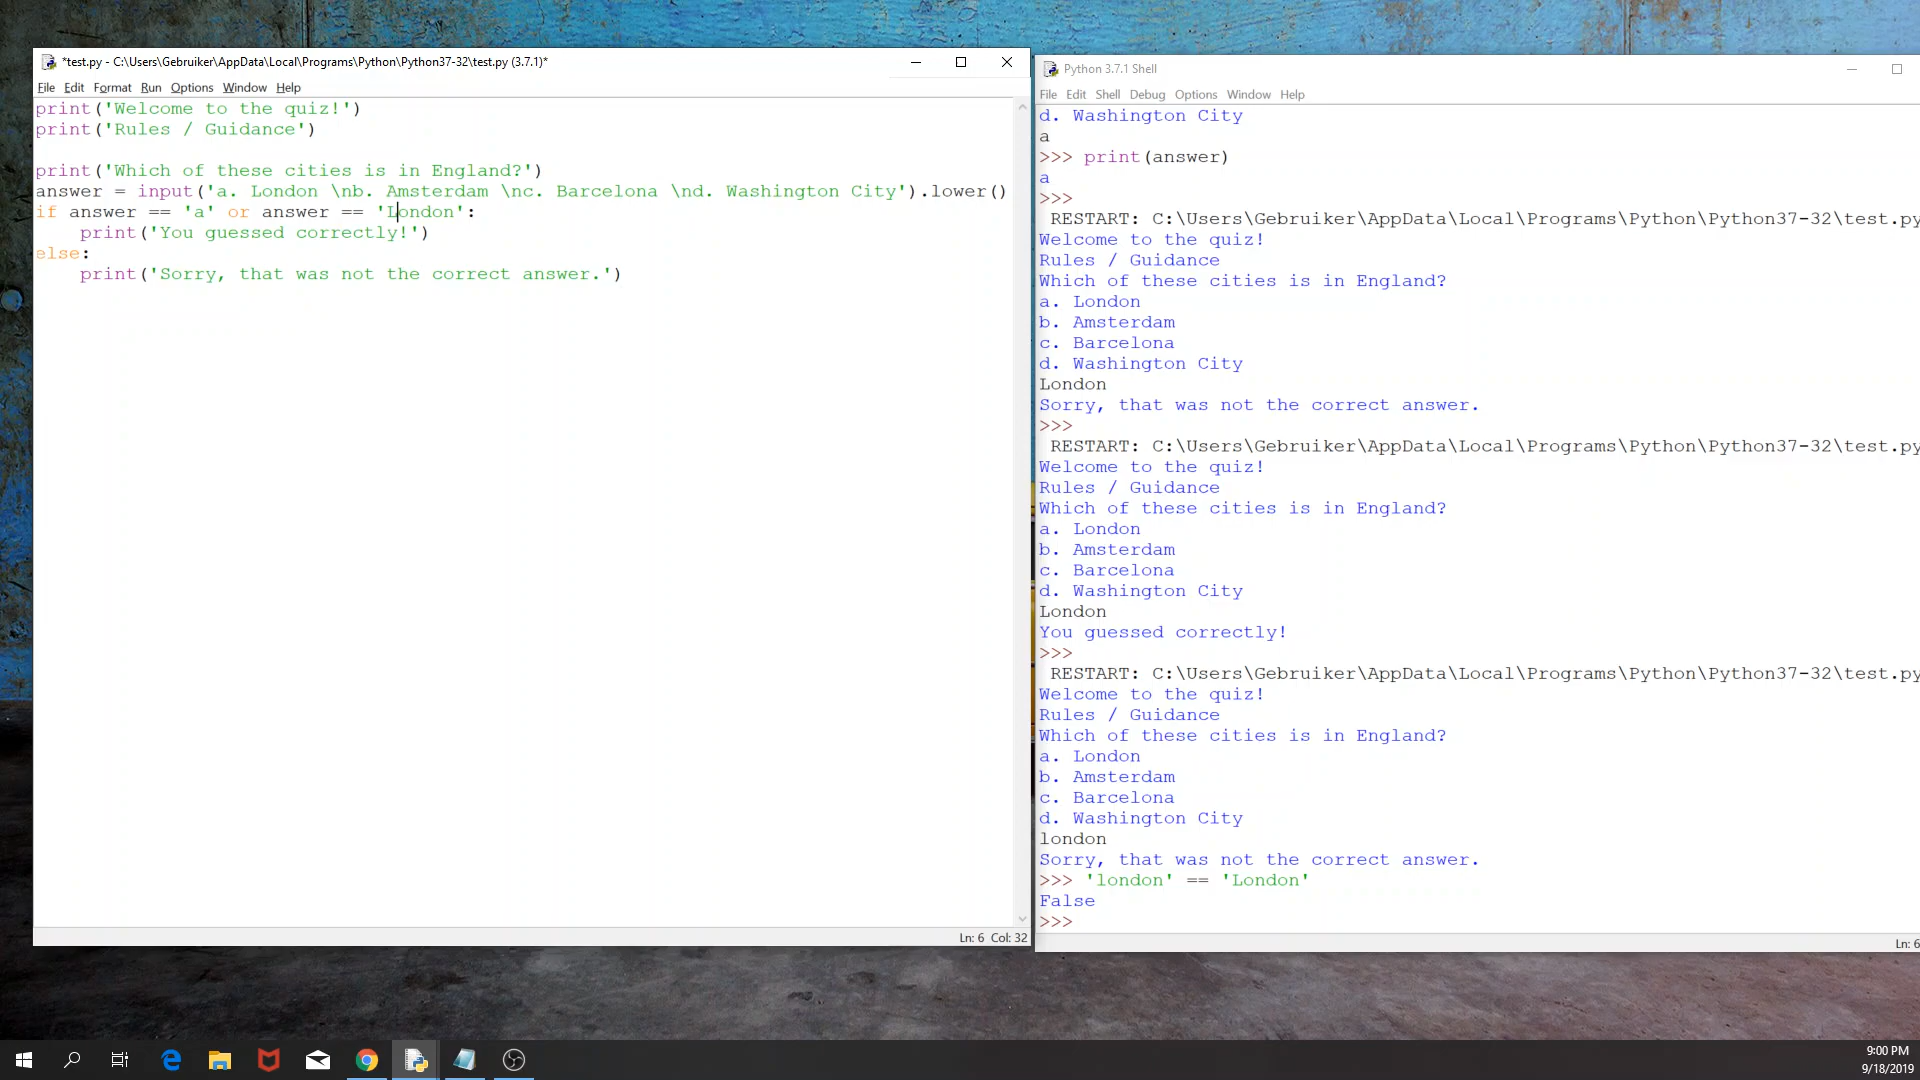 *test.py - C:\Users\Gebruiker\AppData\Local\Programs\Python\Python37-32\test.py (3.7.1)*
File Edit Format Run Options Window Help
print('Welcome to the quiz!')
print('Rules / Guidance')
print('Which of these cities is in England?')
answer = input('a. London \nb. Amsterdam \nc. Barcelona \nd. Washington City').lower()
if answer == 'a' or answer == 'London':
print('You guessed correctly!')
else:
print('Sorry, that was not the correct answer.')
Ln: 6 Col: 32
Python 3.7.1 Shell
File Edit Shell Debug Options Window Help
d. Washington City
a
>>> print(answer)
a
>>>
RESTART: C:\Users\Gebruiker\AppData\Local\Programs\Python\Python37-32\test.py
Welcome to the quiz!
Rules / Guidance
Which of these cities is in England?
a. London
b. Amsterdam
c. Barcelona
d. Washington City
London
Sorry, that was not the correct answer.
>>>
RESTART: C:\Users\Gebruiker\AppData\Local\Programs\Python\Python37-32\test.py
Welcome to the quiz!
Rules / Guidance
Which of these cities is in England?
a. London
b. Amsterdam
c. Barcelona
d. Washington City
London
You guessed correctly!
>>>
RESTART: C:\Users\Gebruiker\AppData\Local\Programs\Python\Python37-32\test.py
Welcome to the quiz!
Rules / Guidance
Which of these cities is in England?
a. London
b. Amsterdam
c. Barcelona
d. Washington City
london
Sorry, that was not the correct answer.
>>> 'london' == 'London'
False
>>>
Ln: 6
9:00 PM
9/18/2019